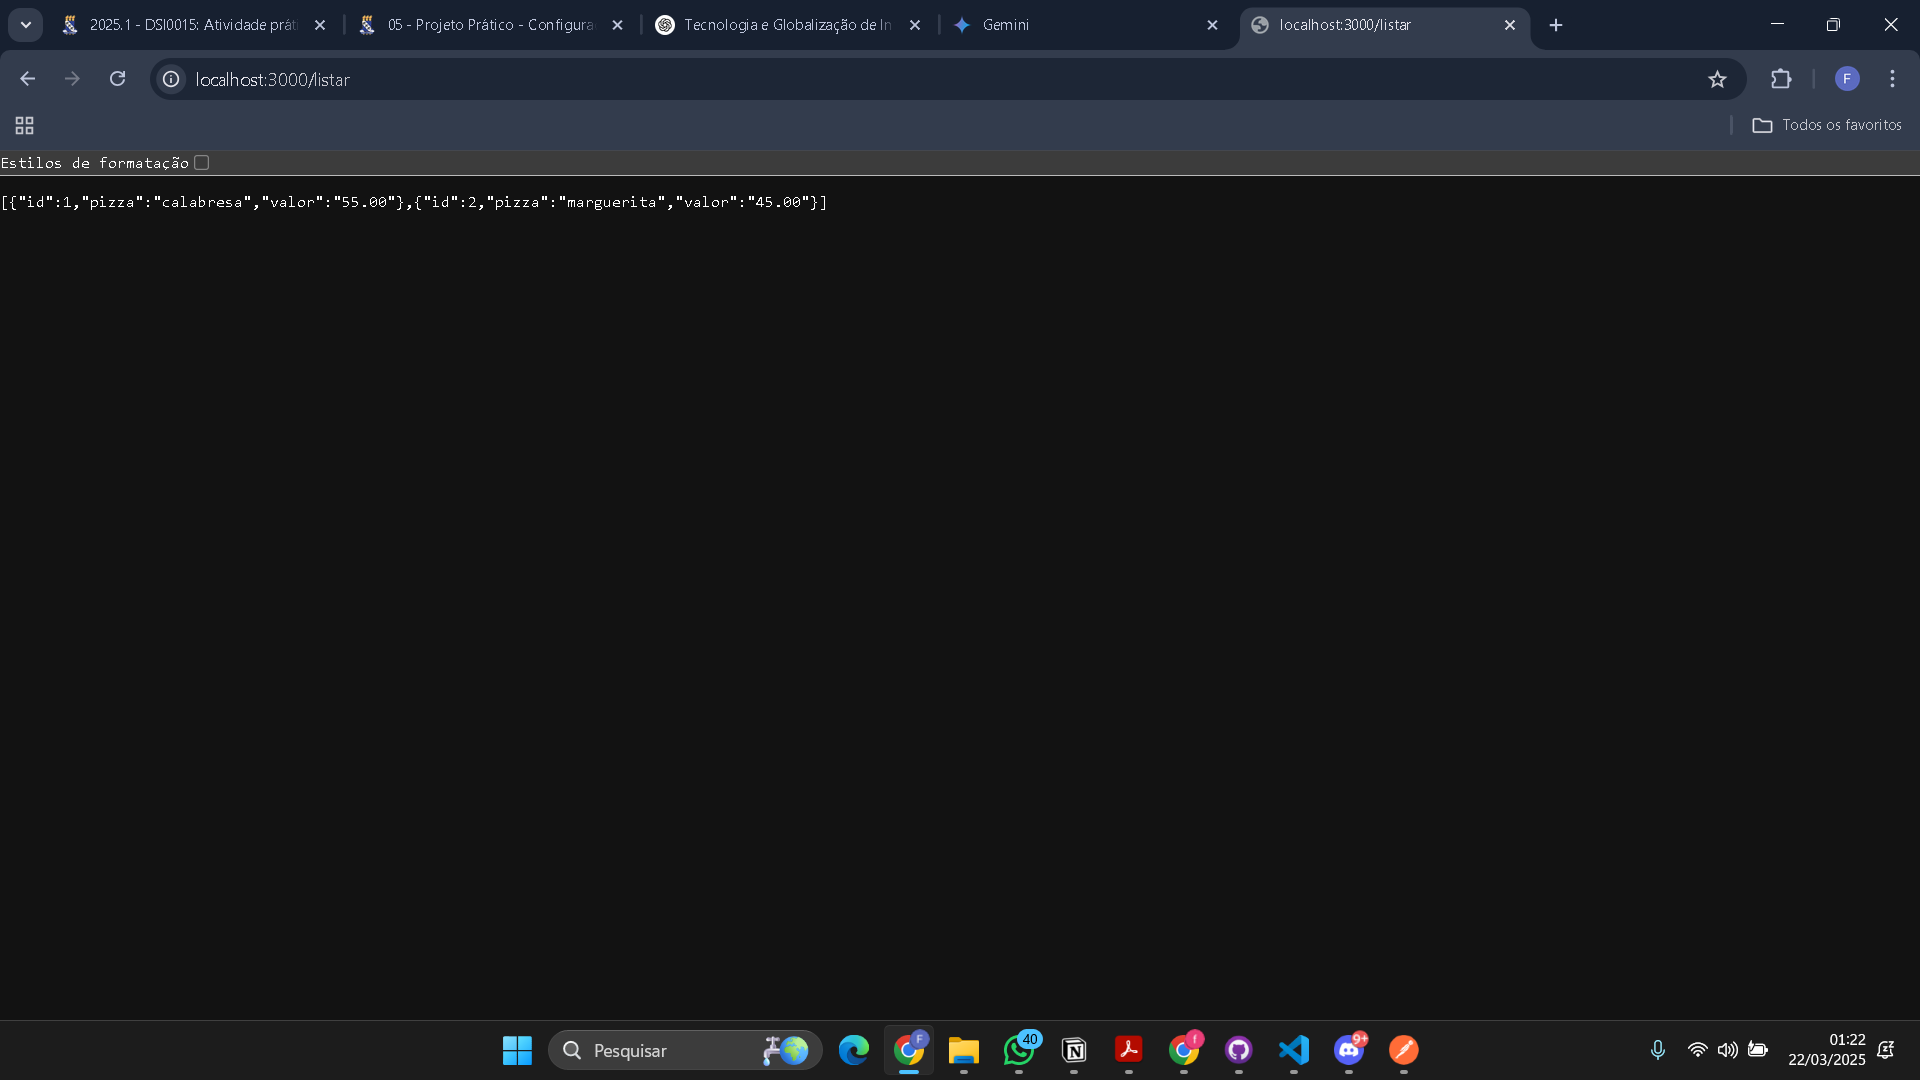 2025.1 - DSI0015: Atividade práti
05 - Projeto Prático - Configuraç
Tecnologia e Globalização de In
Gemini
localhost:3000/listar
localhost:3000/listar
F
Todos os favoritos
Estilos de formatação
[{"id":1,"pizza":"calabresa","valor":"55.00"},{"id":2,"pizza":"marguerita","valor":"45.00"}]
Pesquisar
F
40
f
9+
01:22
22/03/2025